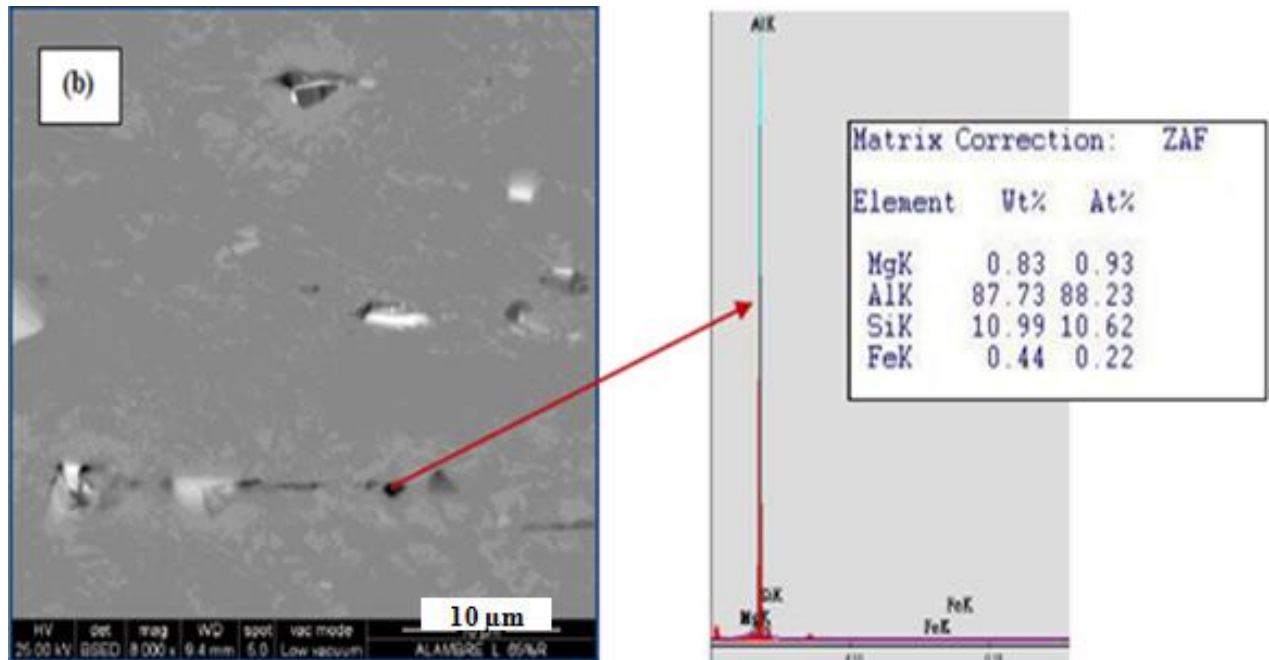 (b)
10 µm
HV det mag WD spot vac mode
25.00 kV BSED 8 000 x 9.4 mm 5.0 Low vacuum ALAMBRE L 85%R
AlK
MgK
FeK
FeK
Matrix Correction: ZAF
Element Wt% At%
MgK 0.83 0.93
AlK 87.73 88.23
SiK 10.99 10.62
FeK 0.44 0.22